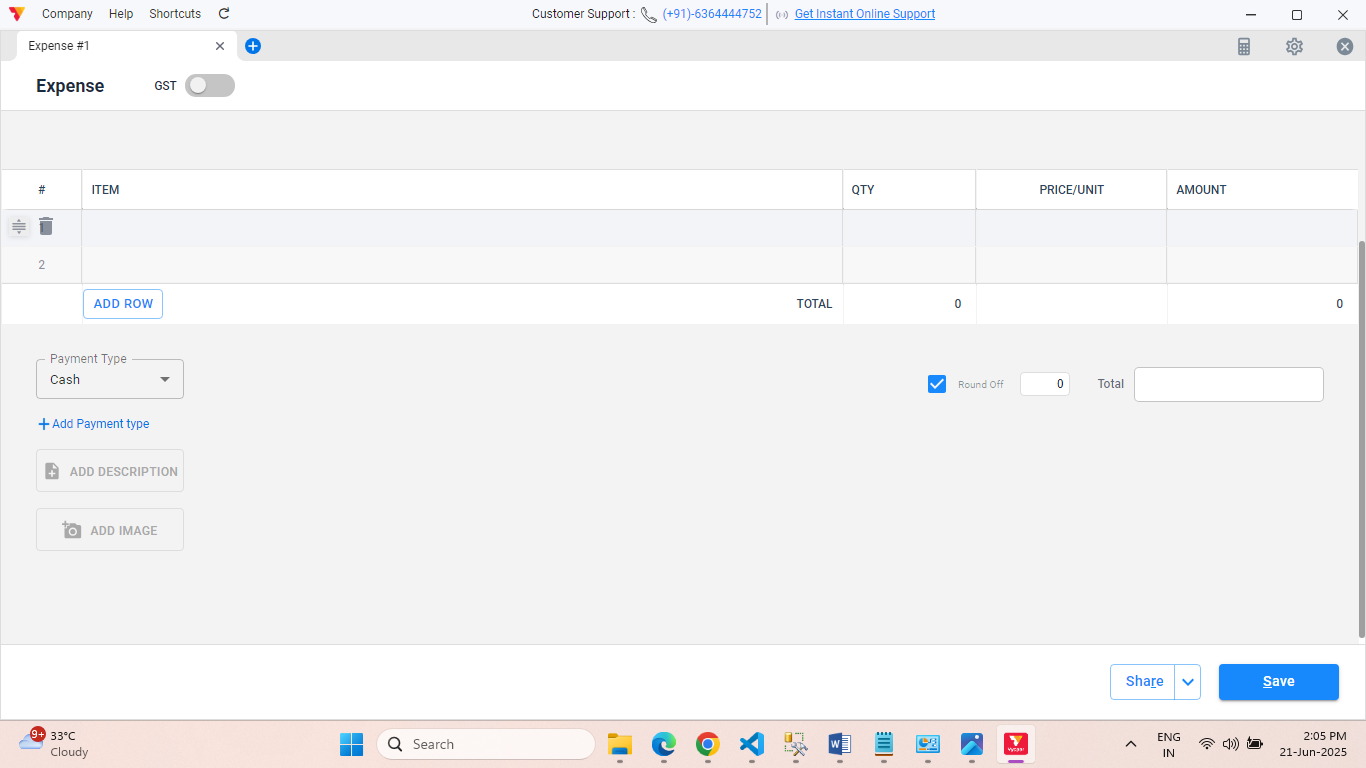 Company Help Shortcuts Customer Support : (+91)-6364444752 Get Instant Online Support
Expense #1
Expense GST
# ITEM QTY PRICE/UNIT AMOUNT
2
ADD ROW TOTAL 0 0
Payment Type
Cash Round Off 0 Total
Add Payment type
ADD DESCRIPTION
ADD IMAGE
Share Save
9+ 33°C
Cloudy
Search
Vyapar
ENG
IN
2:05 PM
21-Jun-2025